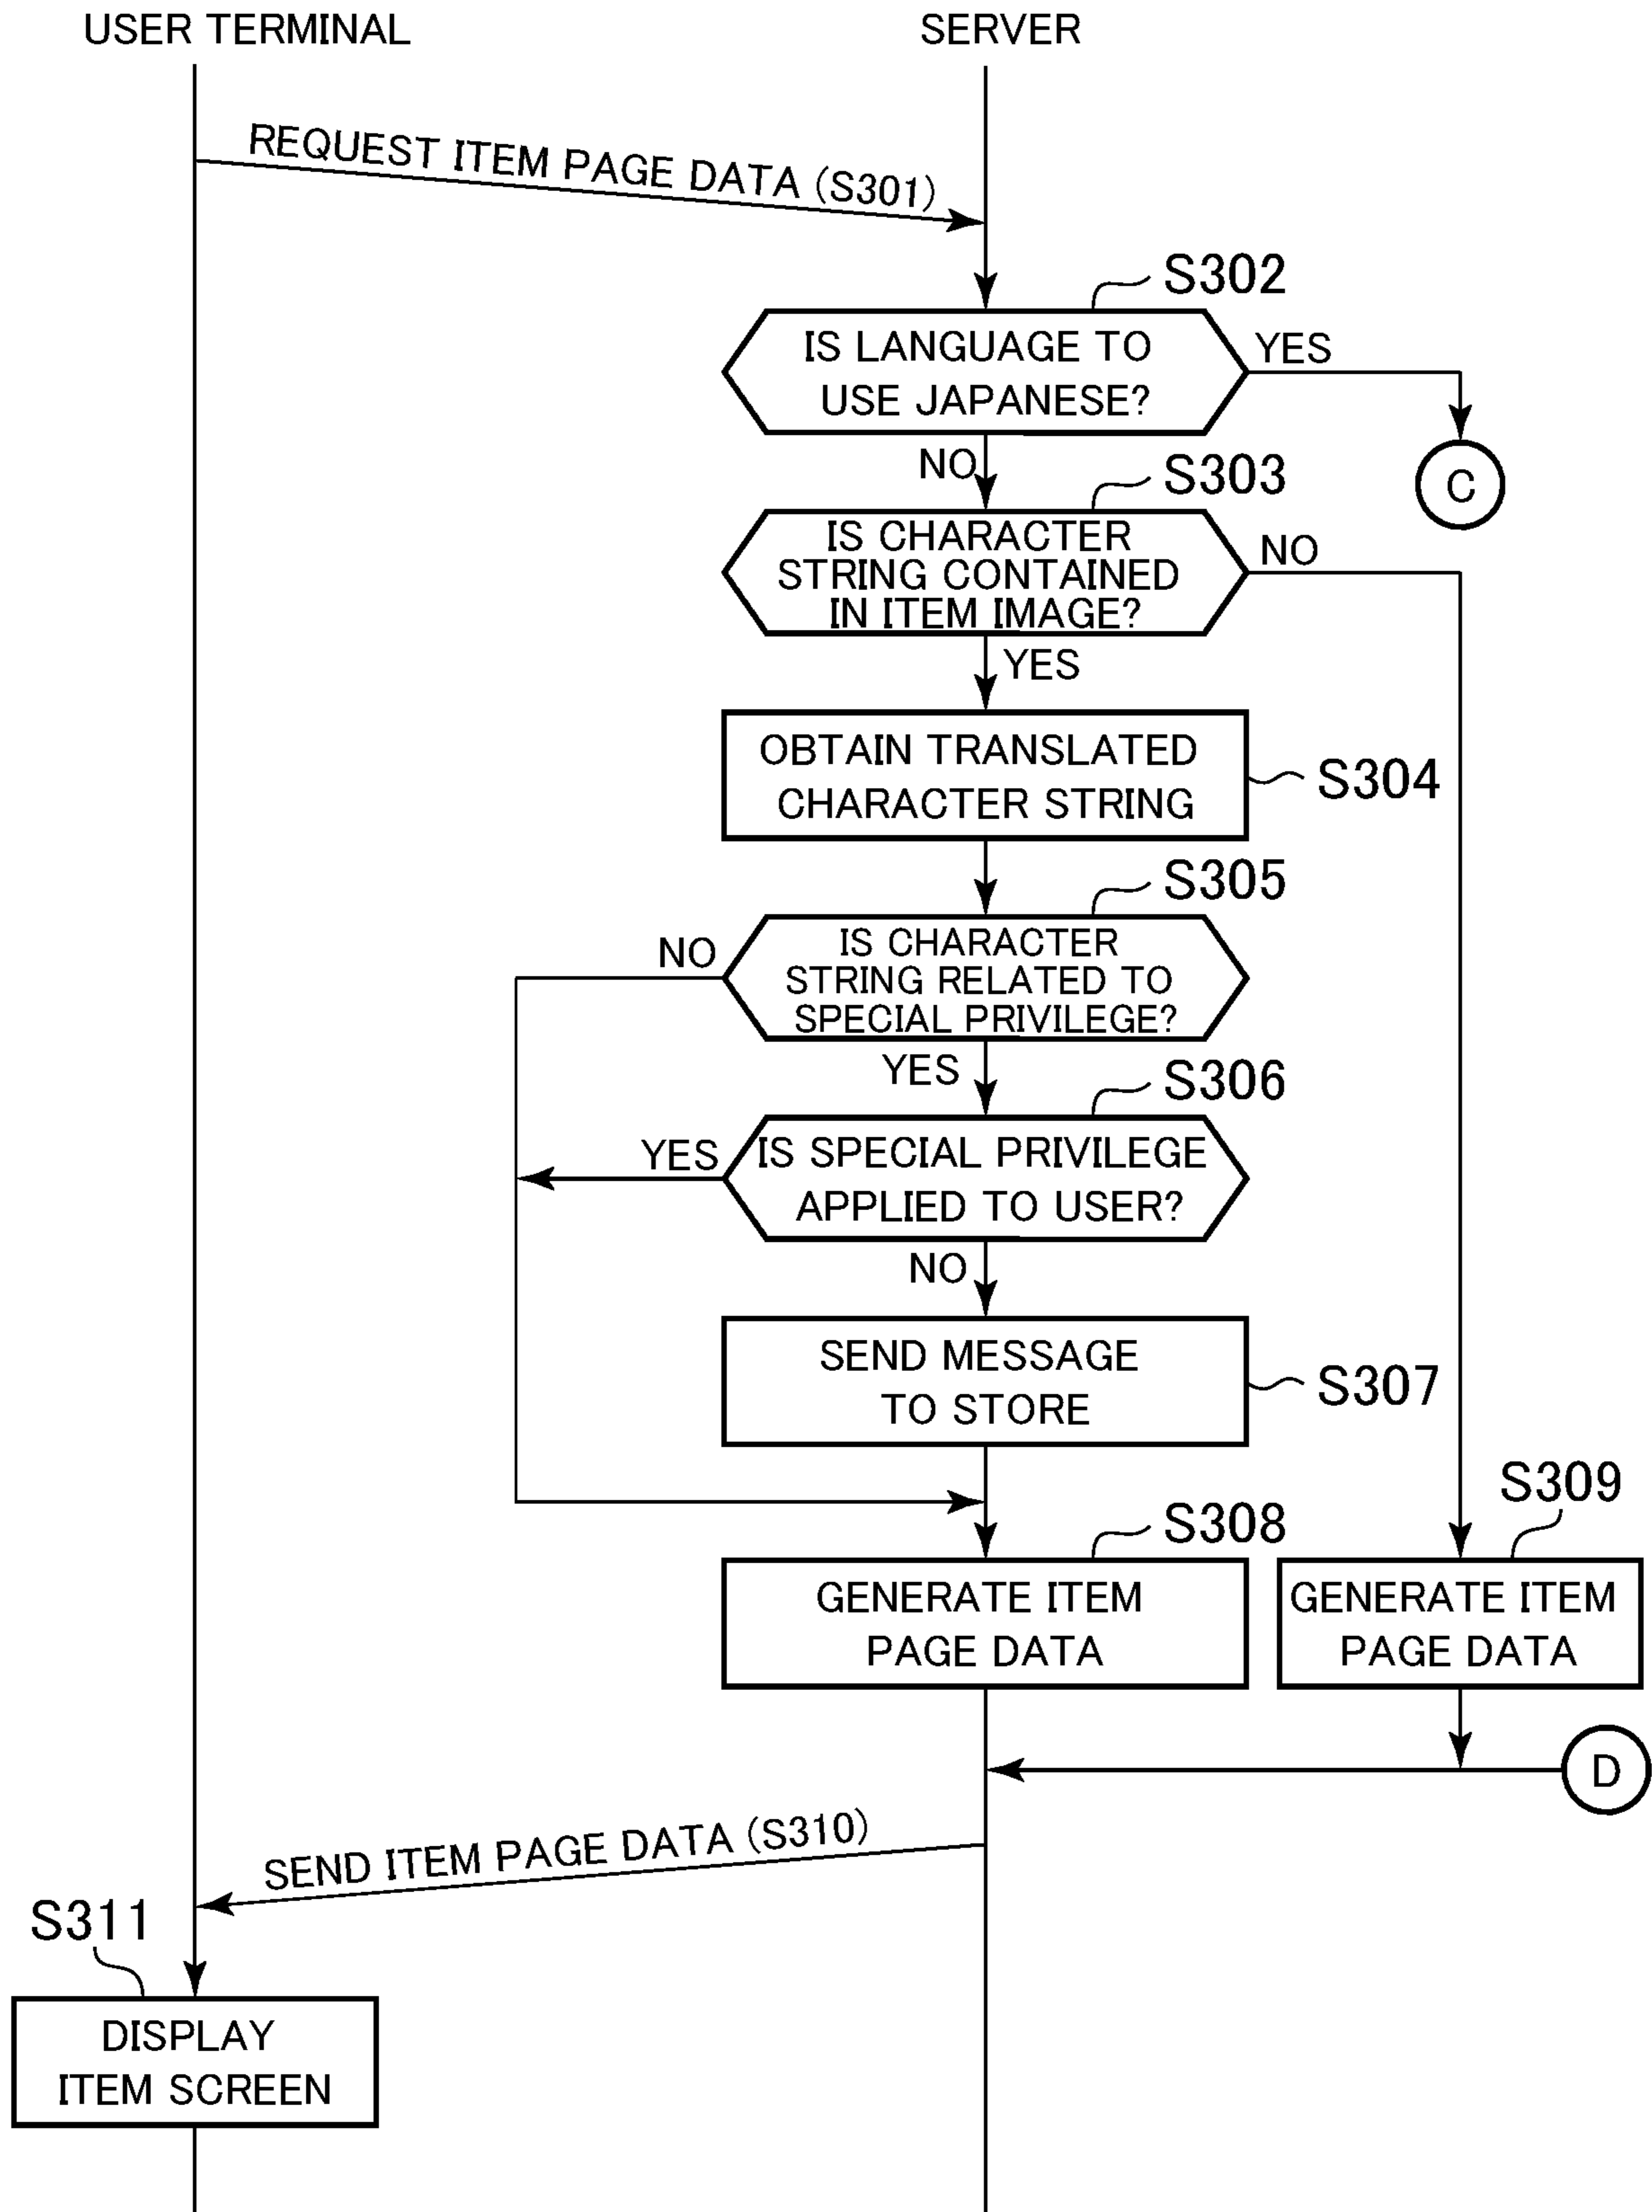 USER TERMINAL
SERVER
REQUEST ITEM PAGE DATA (S301)
S302
IS LANGUAGE TO
USE JAPANESE?
YES
NO
C
S303
IS CHARACTER
STRING CONTAINED
IN ITEM IMAGE?
NO
YES
OBTAIN TRANSLATED
CHARACTER STRING
S304
S305
IS CHARACTER
STRING RELATED TO
SPECIAL PRIVILEGE?
NO
YES
S306
IS SPECIAL PRIVILEGE
APPLIED TO USER?
YES
NO
SEND MESSAGE
TO STORE
S307
S308
GENERATE ITEM
PAGE DATA
S309
GENERATE ITEM
PAGE DATA
D
SEND ITEM PAGE DATA (S310)
S311
DISPLAY
ITEM SCREEN